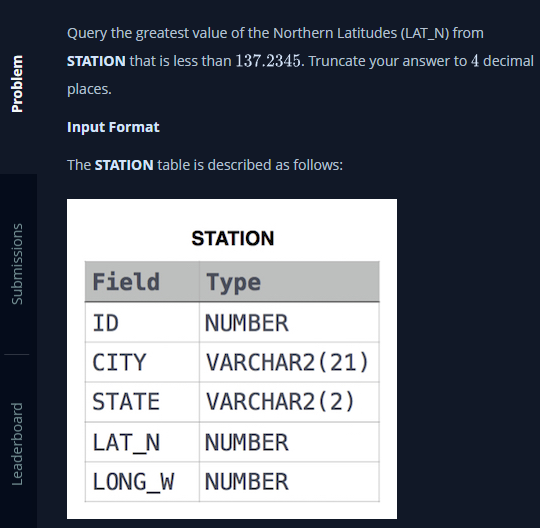 Problem
Submissions
Leaderboard
Query the greatest value of the Northern Latitudes (LAT_N) from
STATION that is less than 137.2345. Truncate your answer to 4 decimal
places.
Input Format
The STATION table is described as follows:
STATION
Field Type
ID NUMBER
CITY VARCHAR2(21)
STATE VARCHAR2(2)
LAT_N NUMBER
LONG_W NUMBER